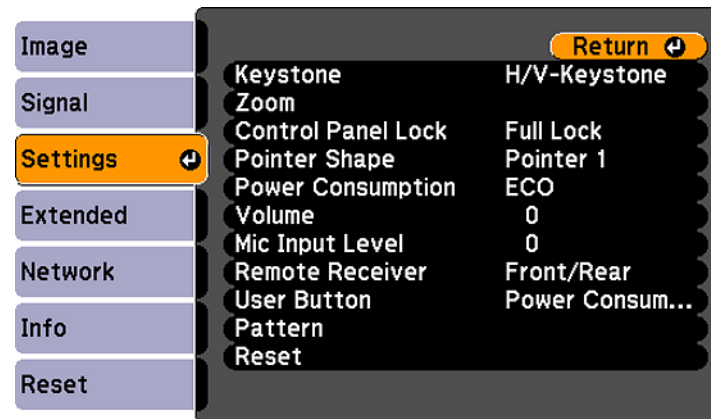 Image
Signal
Settings
Extended
Network
Info
Reset
Return
Keystone H/V-Keystone
Zoom
Control Panel Lock Full Lock
Pointer Shape Pointer 1
Power Consumption ECO
Volume 0
Mic Input Level 0
Remote Receiver Front/Rear
User Button Power Consum...
Pattern
Reset